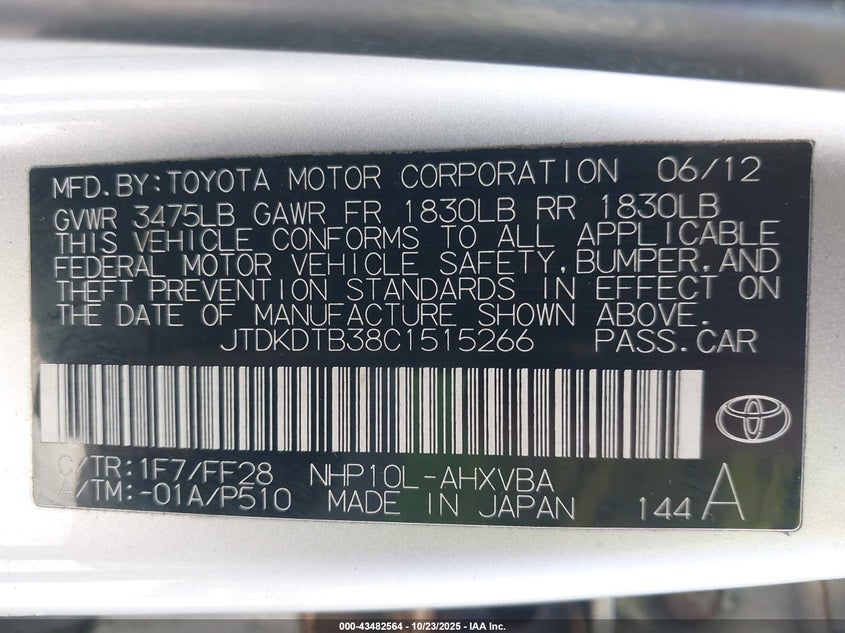 MFD. BY: TOYOTA MOTOR CORPORATION 06/12
GVWR 3475LB GAWR FR 1830LB RR 1830LB
THIS VEHICLE CONFORMS TO ALL APPLICABLE
FEDERAL MOTOR VEHICLE SAFETY, BUMPER, AND
THEFT PREVENTION STANDARDS IN EFFECT ON
THE DATE OF MANUFACTURE SHOWN ABOVE.
JTDKDTB38C1515266 PASS. CAR
C/TR: 1F7/FF28 NHP10L-AHXVBA
A/TM: -01A/P510 MADE IN JAPAN 144 A
000-43482564 - 10/23/2025 - IAA Inc.